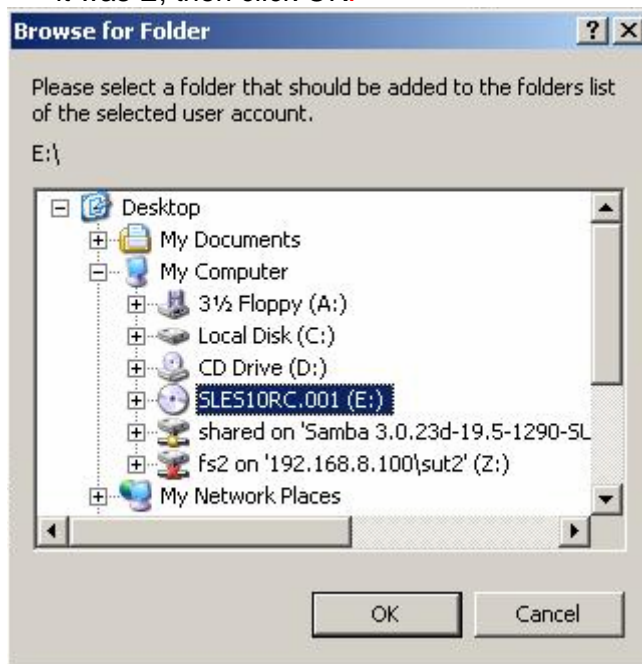 Browse for Folder
Please select a folder that should be added to the folders list
of the selected user account.
E:\
Desktop
My Documents
My Computer
3½ Floppy (A:)
Local Disk (C:)
CD Drive (D:)
SLES10RC.001 (E:)
shared on 'Samba 3.0.23d-19.5-1290-SL
fs2 on '192.168.8.100\sut2' (Z:)
My Network Places
OK Cancel